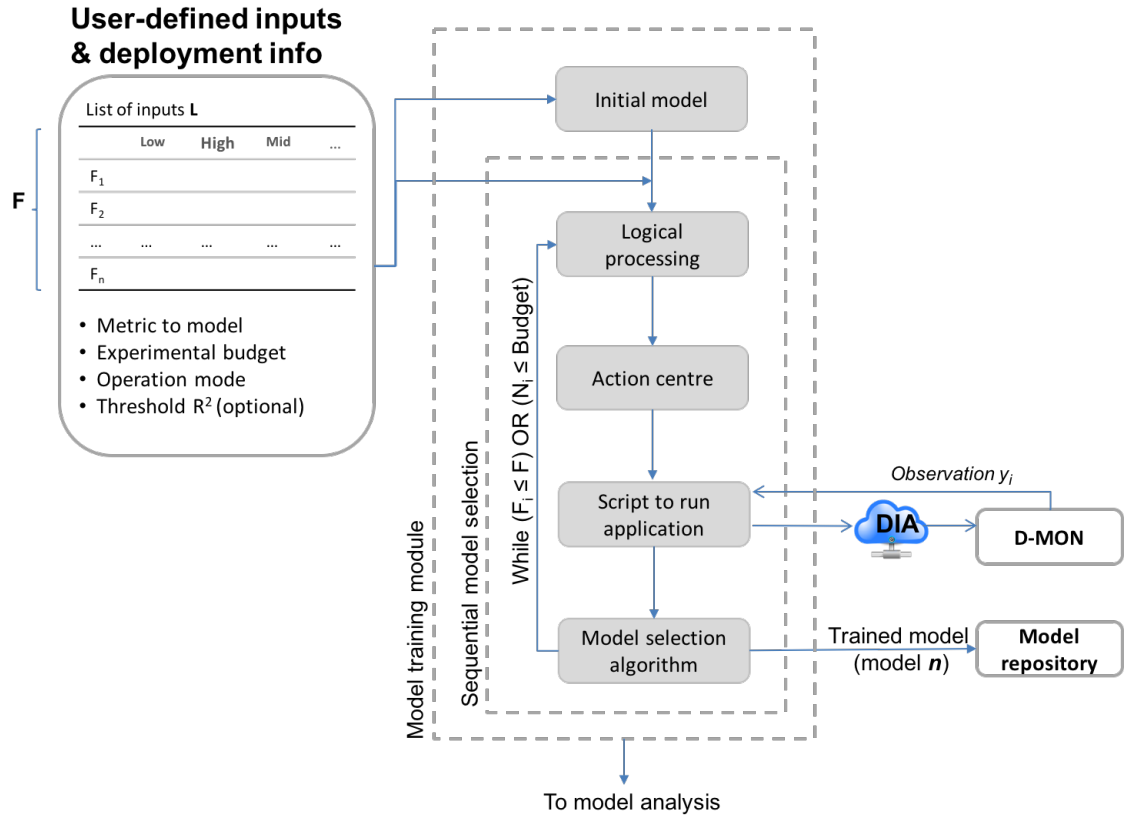 User-defined inputs
& deployment info
List of inputs L
Low High Mid ...
F
F1
F2
... ... ... ... ...
Fn
• Metric to model
• Experimental budget
• Operation mode
• Threshold R² (optional)
Initial model
Logical
processing
Action centre
Script to run
application
Model selection
algorithm
While (Fi ≤ F) OR (Ni ≤ Budget)
Sequential model selection
Model training module
Observation yi
DIA
D-MON
Trained model
(model n)
Model
repository
To model analysis